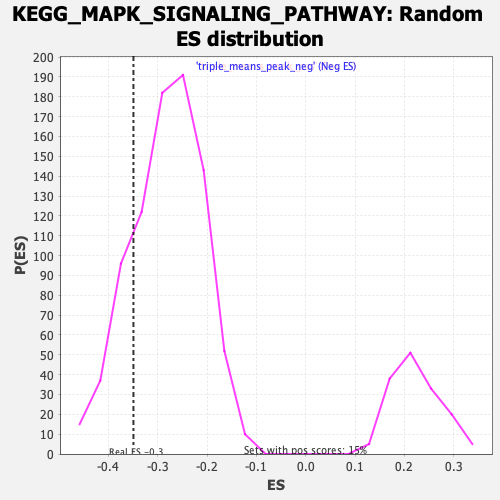 KEGG_MAPK_SIGNALING_PATHWAY: Random
ES distribution
'triple_means_peak_neg' (Neg ES)
P(ES)
200
190
180
170
160
150
140
130
120
110
100
90
80
70
60
50
40
30
20
10
0
Real ES -0.3
Sets with pos scores: 15%
-0.4 -0.3 -0.2 -0.1 0.0 0.1 0.2 0.3
ES